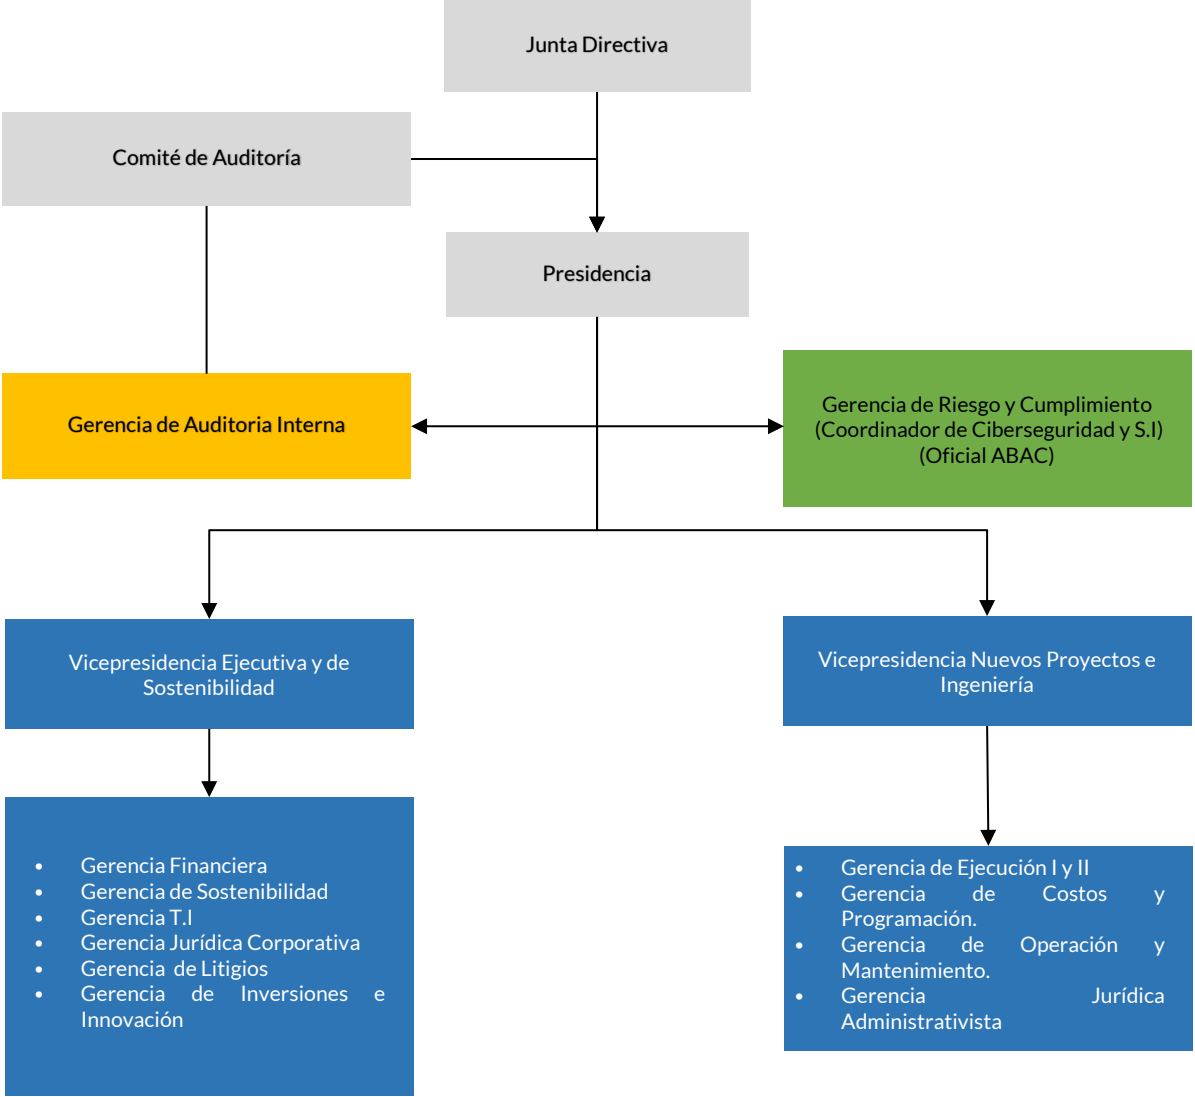 Junta Directiva
Comité de Auditoría
Presidencia
Gerencia de Auditoria Interna
Gerencia de Riesgo y Cumplimiento
(Coordinador de Ciberseguridad y S.I)
(Oficial ABAC)
Vicepresidencia Ejecutiva y de
Sostenibilidad
Vicepresidencia Nuevos Proyectos e
Ingeniería
• Gerencia Financiera
• Gerencia de Sostenibilidad
• Gerencia T.I
• Gerencia Jurídica Corporativa
• Gerencia de Litigios
• Gerencia de Inversiones e
Innovación
• Gerencia de Ejecución I y II
• Gerencia de Costos y
Programación.
• Gerencia de Operación y
Mantenimiento.
• Gerencia Jurídica
Administrativista